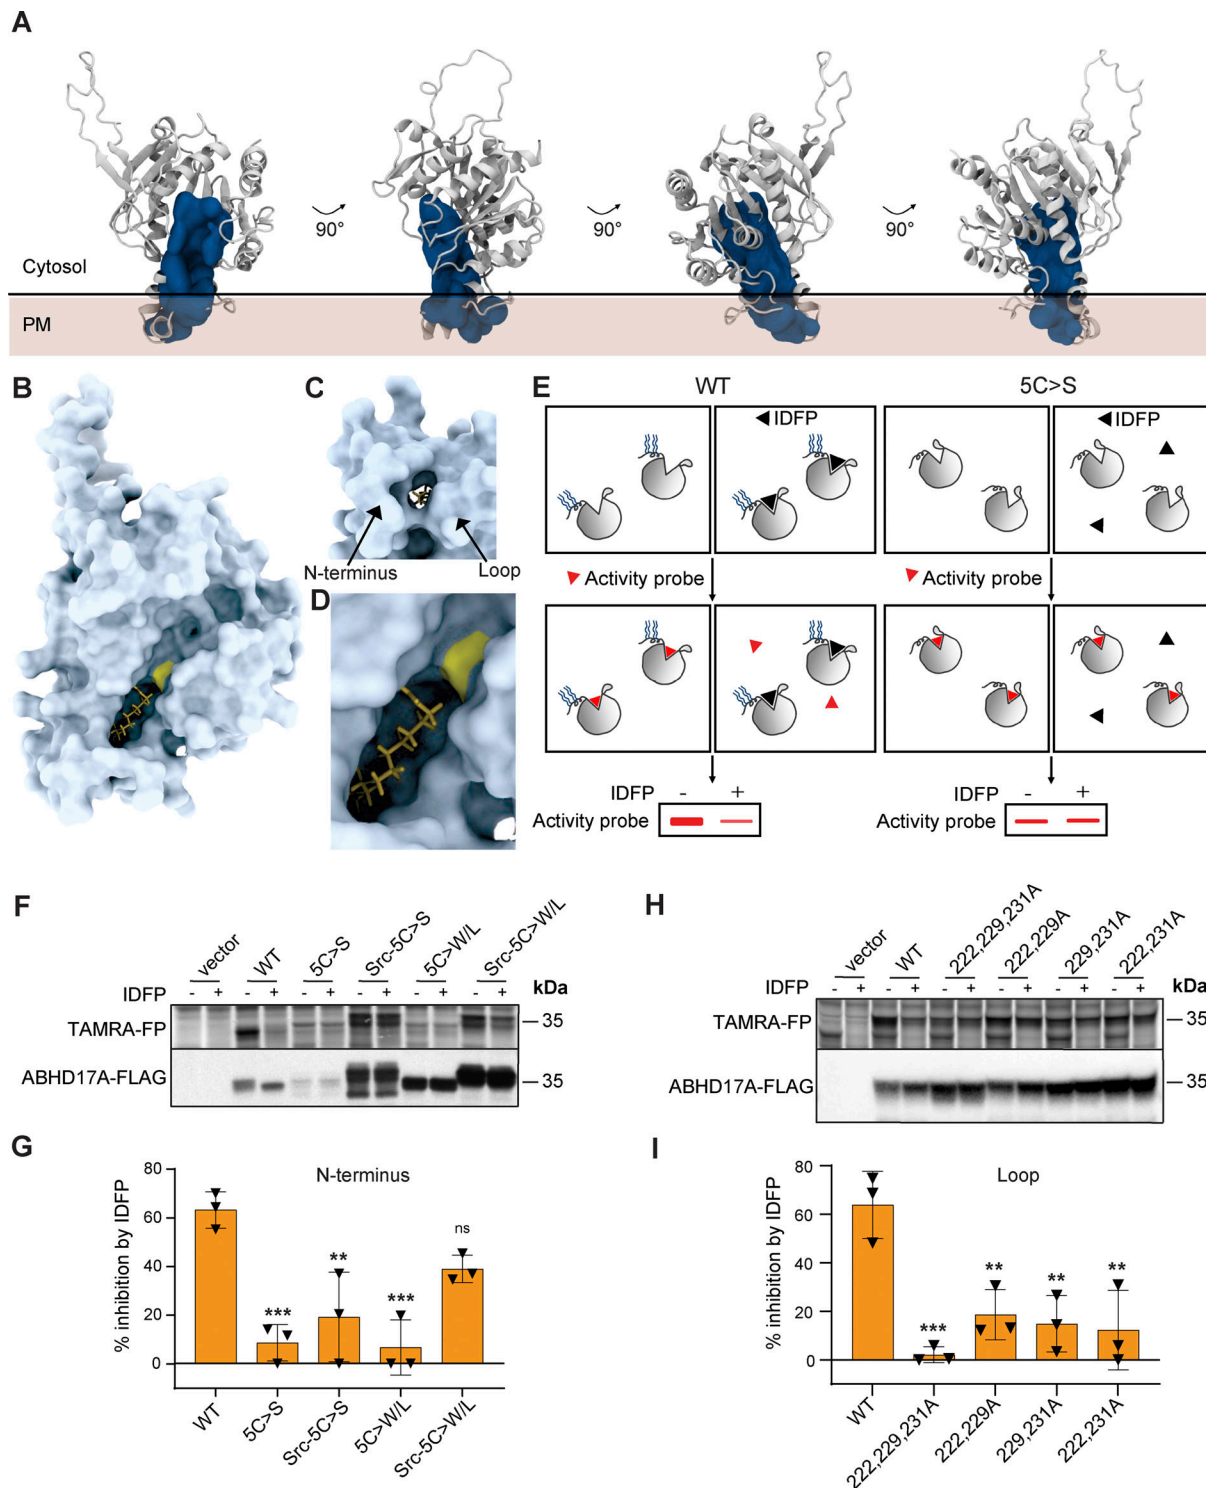 A
90°
90°
90°
Cytosol
PM
B
C
N-terminus
Loop
D
E
WT
5C>S
IDFP
IDFP
Activity probe
Activity probe
IDFP - +
Activity probe
IDFP - +
Activity probe
F
vector WT 5C>S Src-5C>S 5C>W/L Src-5C>W/L
IDFP - + - + - + - + - + - + kDa
TAMRA-FP 35
ABHD17A-FLAG 35
H
vector WT 222,229,231A 222,229A 229,231A 222,231A
IDFP - + - + - + - + - + - + kDa
TAMRA-FP 35
ABHD17A-FLAG 35
G
N-terminus
% inhibition by IDFP
80
60
40
20
0
*** ** *** ns
WT 5C>S Src-5C>S 5C>W/L Src-5C>W/L
I
Loop
% inhibition by IDFP
80
60
40
20
0
*** ** ** **
WT 222,229,231A 222,229A 229,231A 222,231A